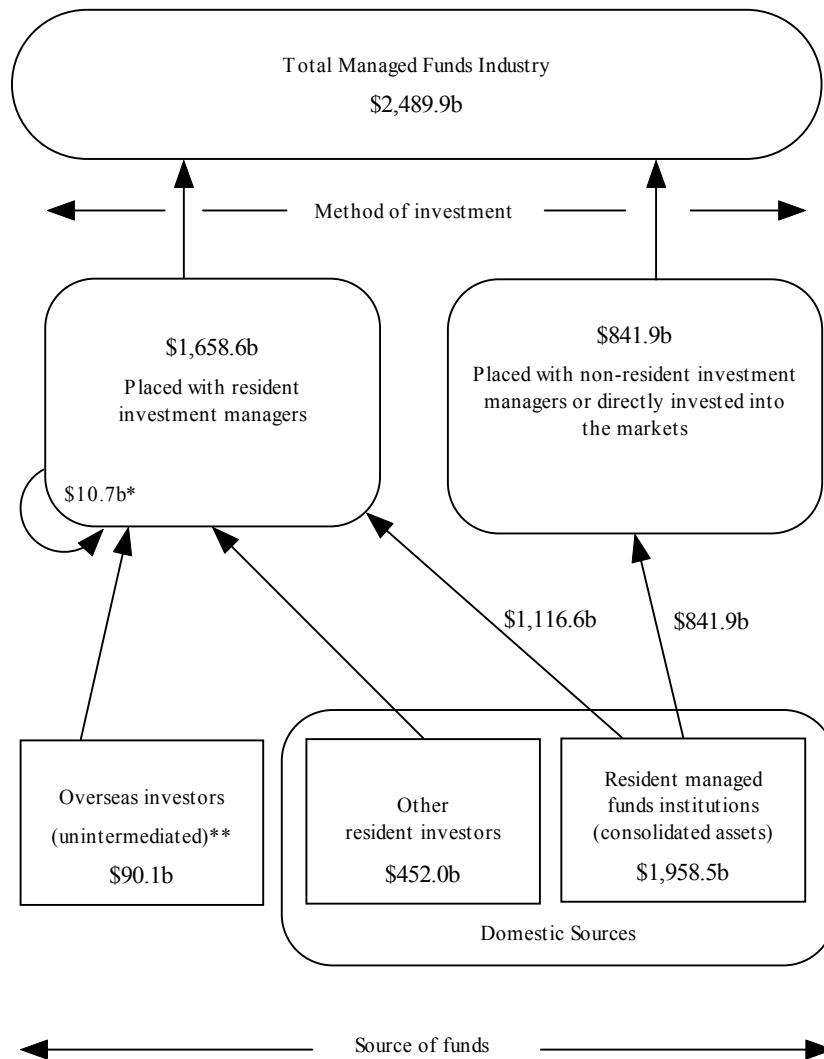 Total Managed Funds Industry
$2,489.9b
Method of investment
$1,658.6b
Placed with resident
investment managers
$841.9b
Placed with non-resident investment
managers or directly invested into
the markets
$10.7b*
$1,116.6b
$841.9b
Overseas investors
(unintermediated)**
$90.1b
Other
resident investors
$452.0b
Resident managed
funds institutions
(consolidated assets)
$1,958.5b
Domestic Sources
Source of funds